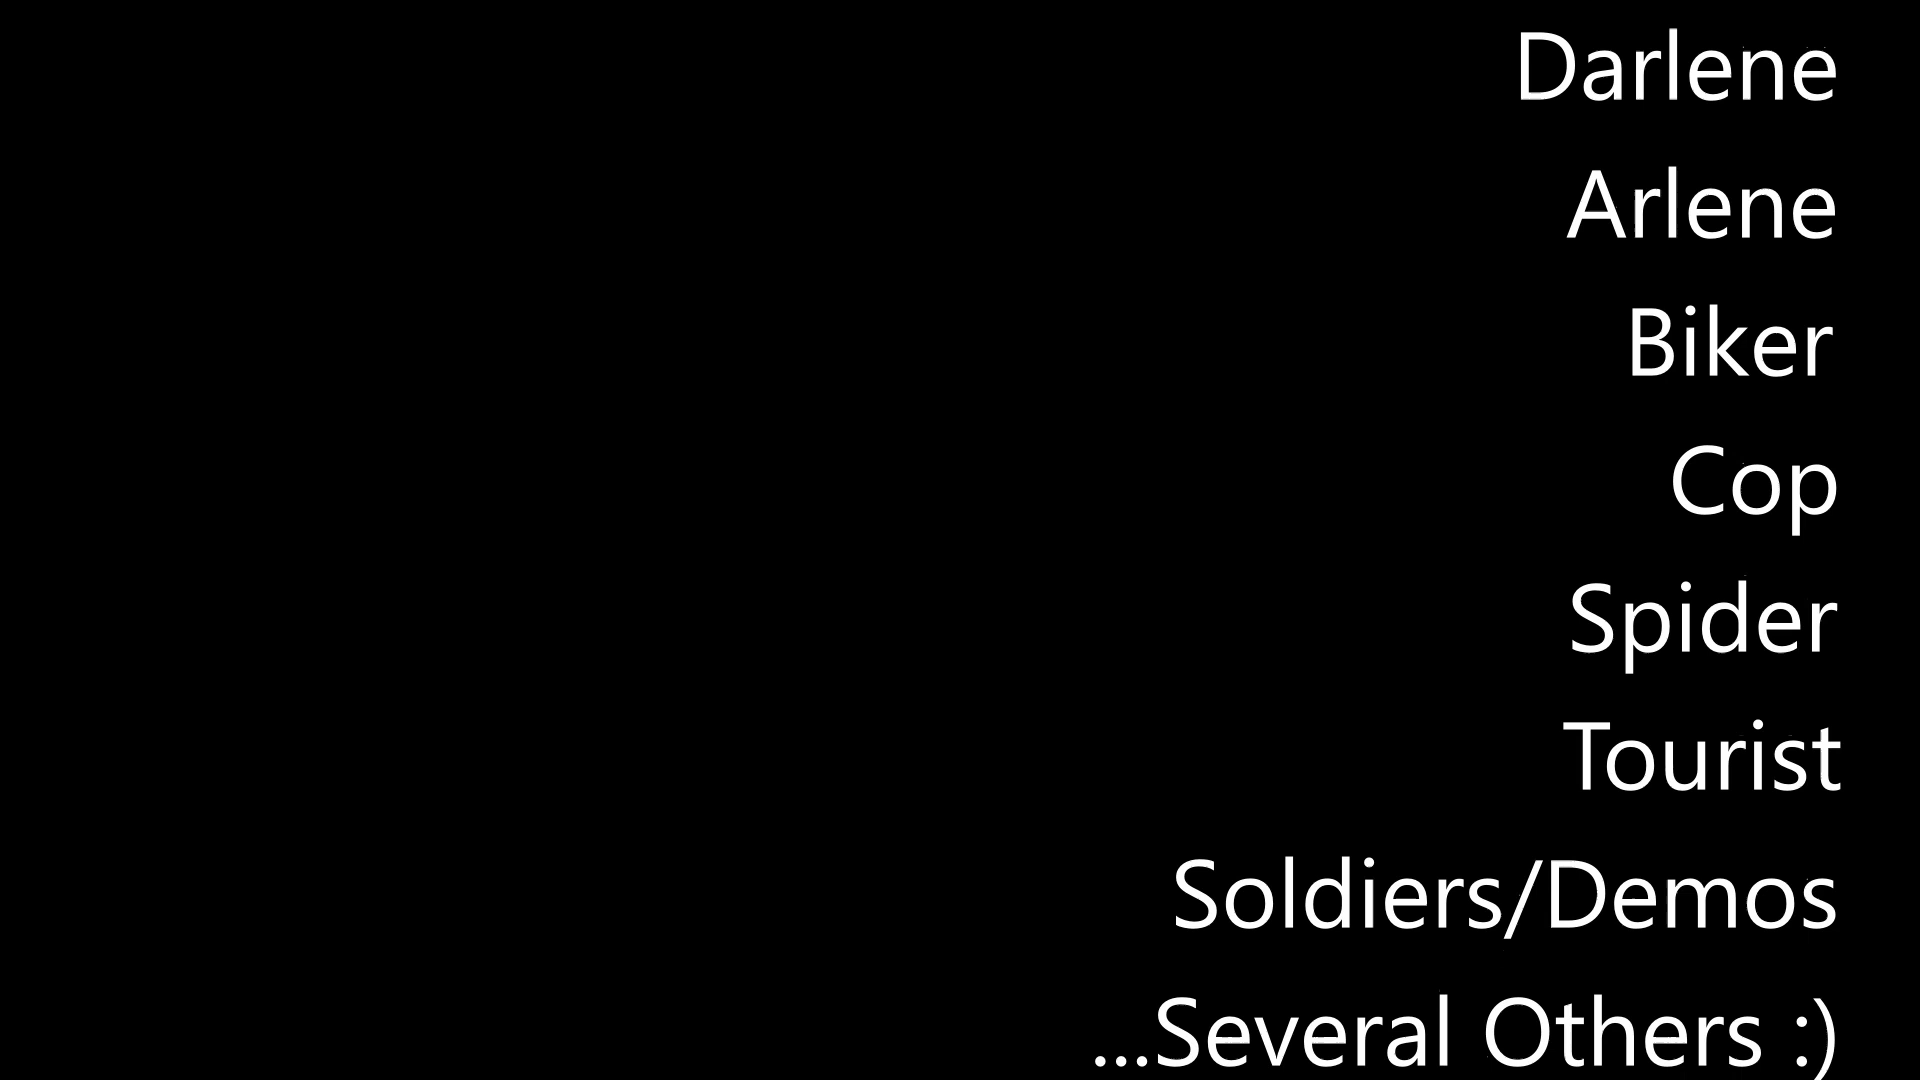 Darlene
Arlene
Biker
Cop
Spider
Tourist
Soldiers/Demos
...Several Others :)